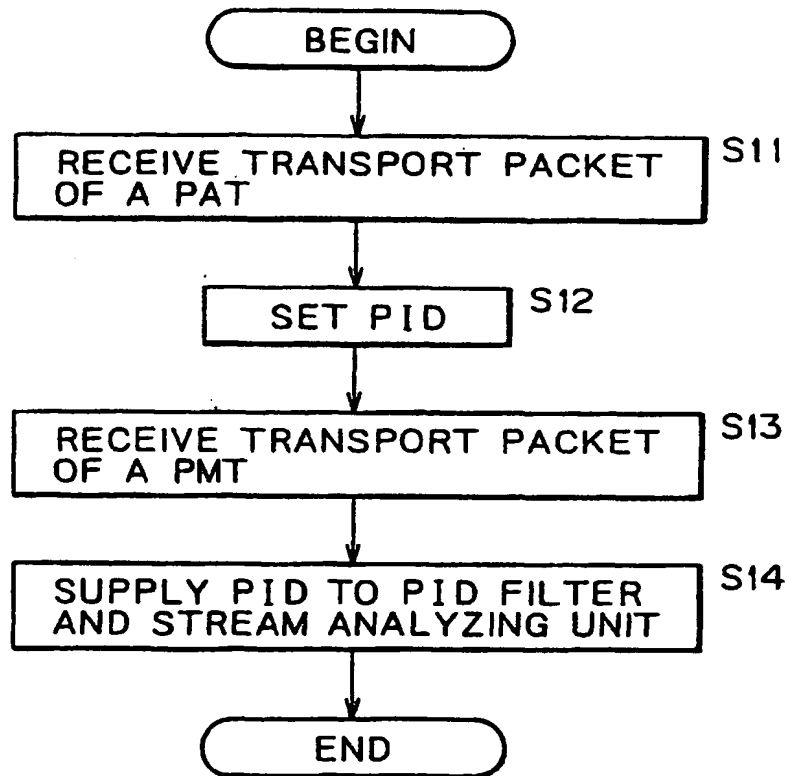 BEGIN
RECEIVE TRANSPORT PACKET
OF A PAT
S11
SET PID
S12
RECEIVE TRANSPORT PACKET
OF A PMT
S13
SUPPLY PID TO PID FILTER
AND STREAM ANALYZING UNIT
S14
END